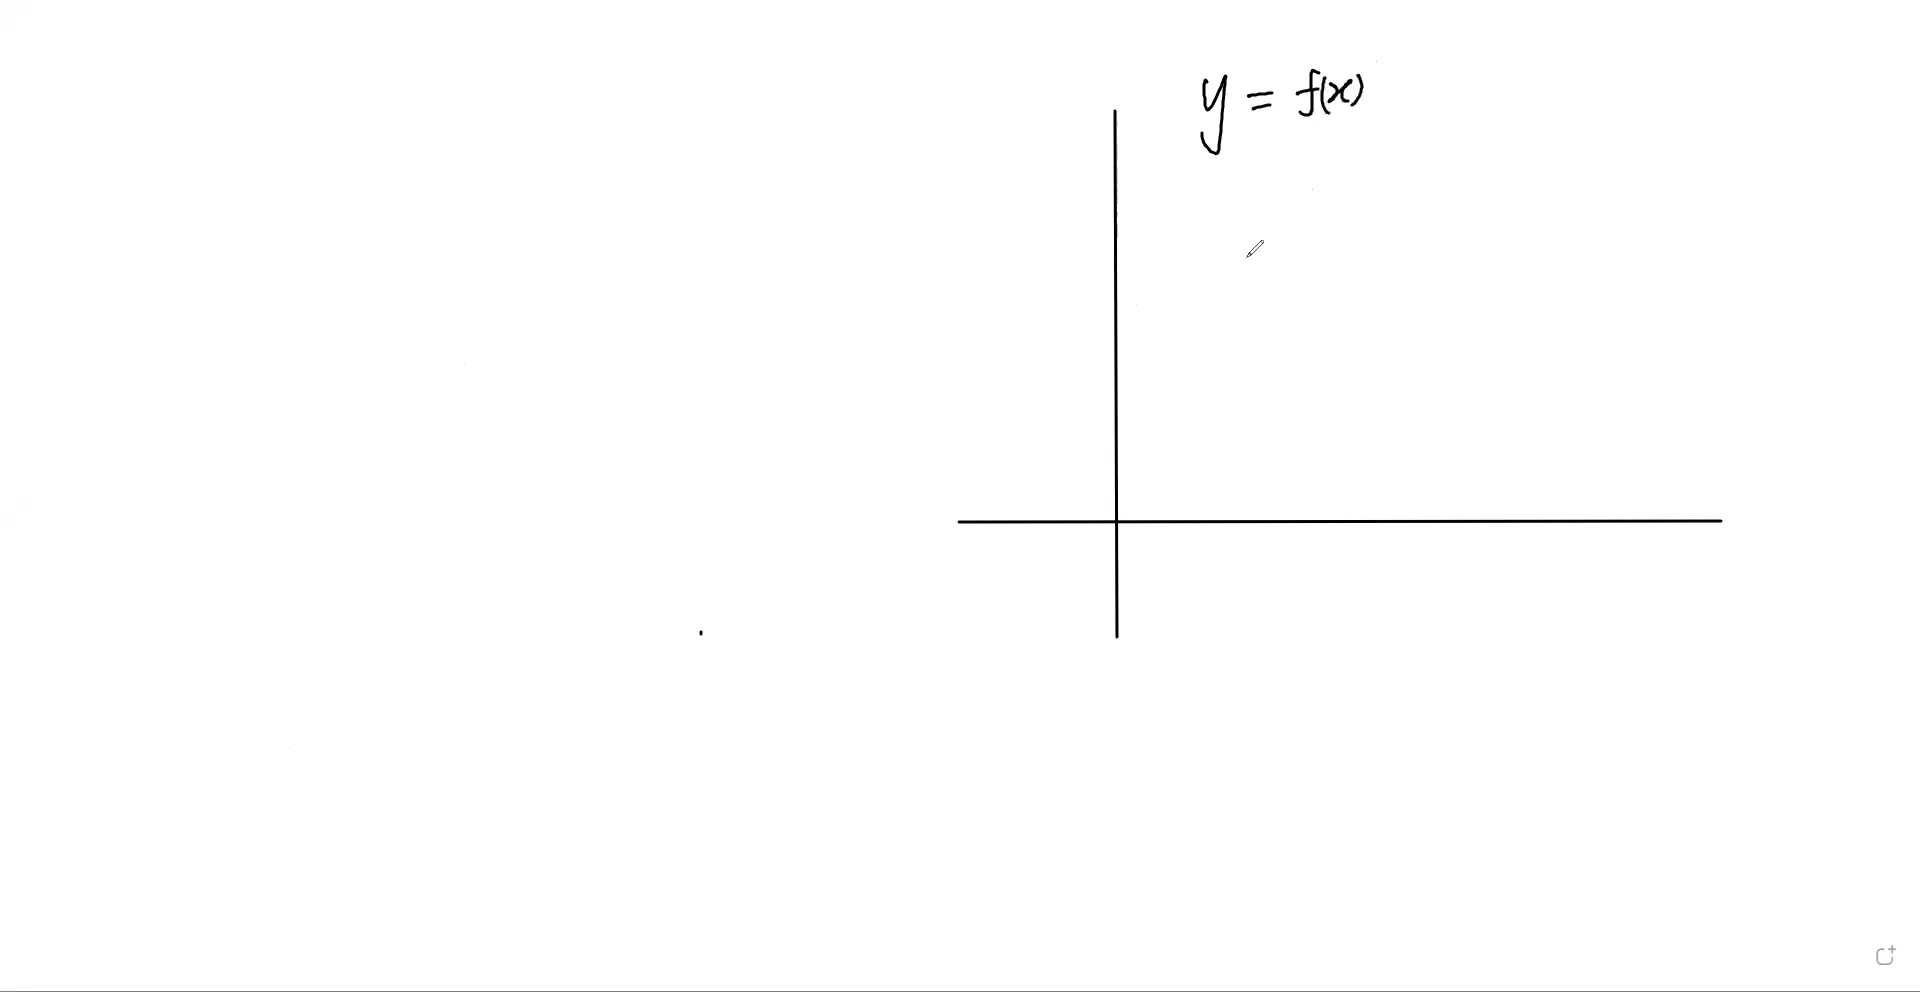 y = f(x)